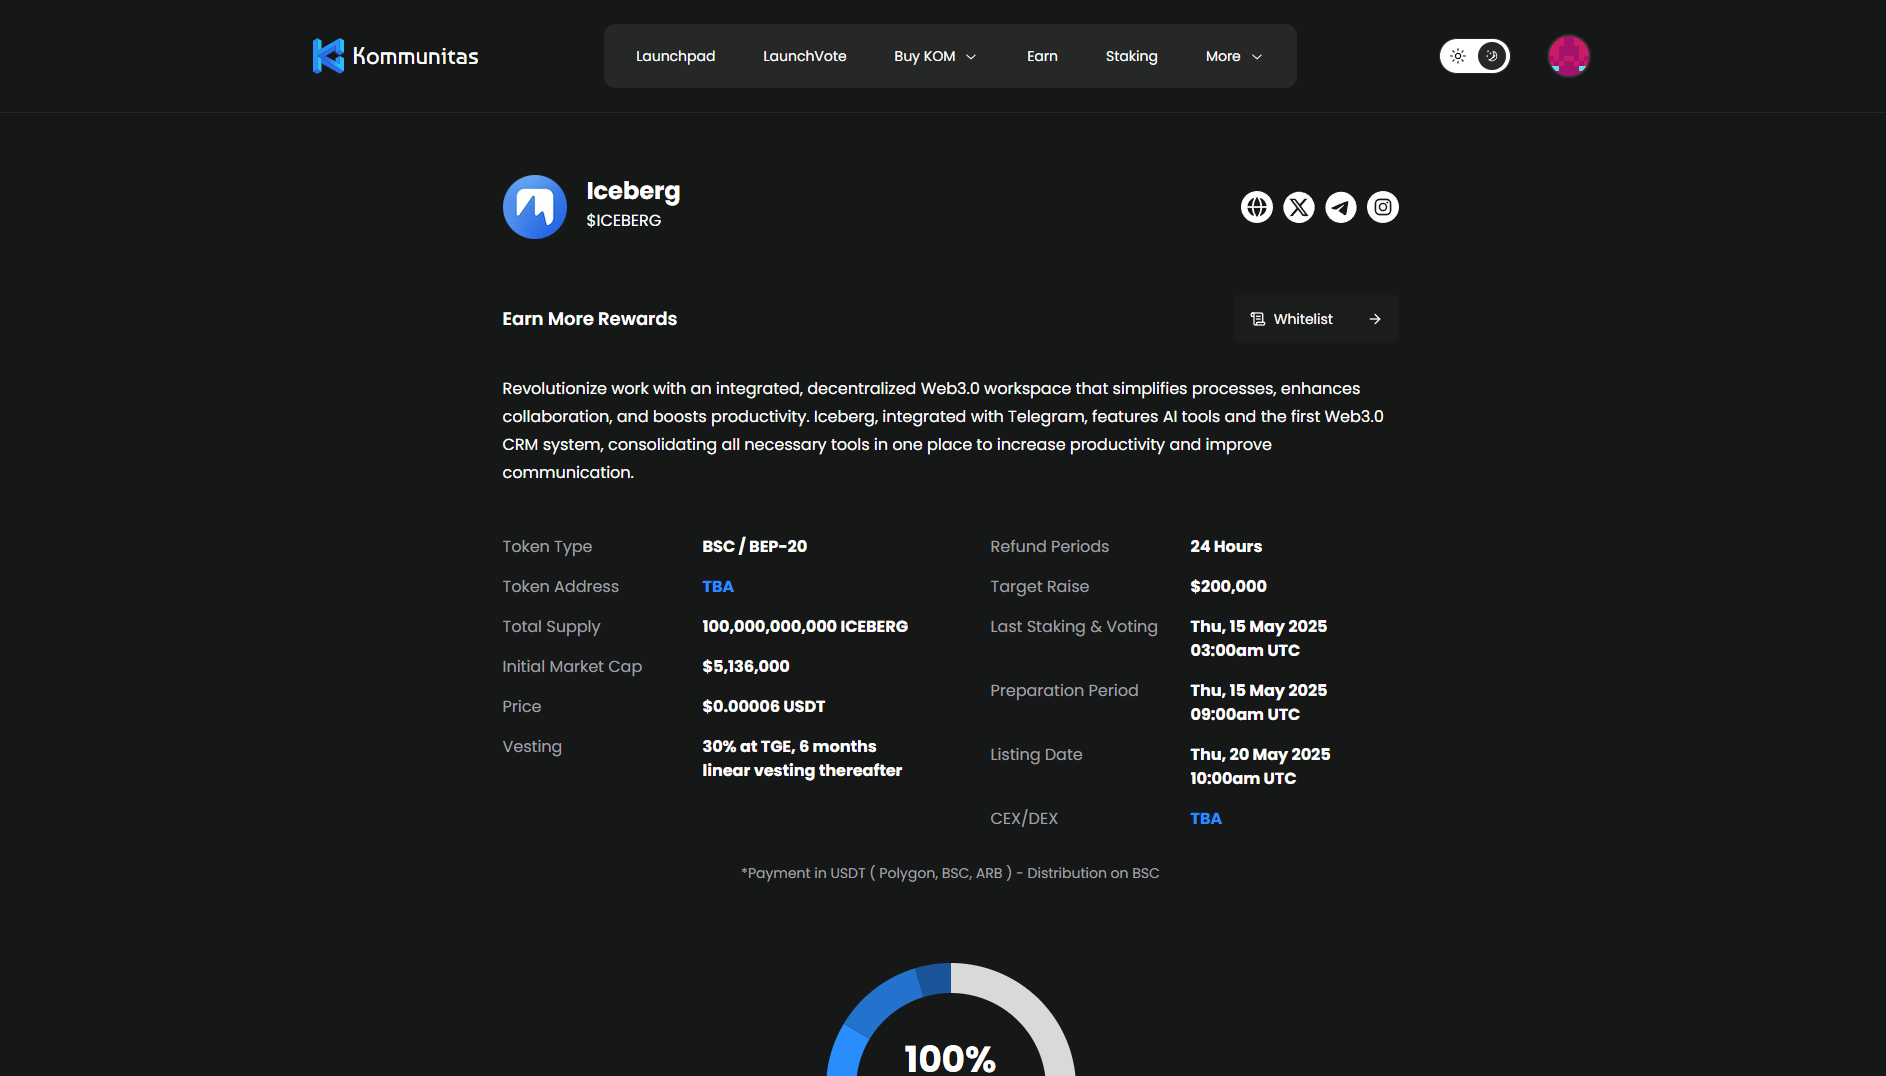 Kommunitas
Launchpad
LaunchVote
Buy KOM
Earn
Staking
More
Iceberg
$ICEBERG
Earn More Rewards
Whitelist
Revolutionize work with an integrated, decentralized Web3.0 workspace that simplifies processes, enhances
collaboration, and boosts productivity. Iceberg, integrated with Telegram, features AI tools and the first Web3.0
CRM system, consolidating all necessary tools in one place to increase productivity and improve
communication.
Token Type
BSC / BEP-20
Token Address
TBA
Total Supply
100,000,000,000 ICEBERG
Initial Market Cap
$5,136,000
Price
$0.00006 USDT
Vesting
30% at TGE, 6 months
linear vesting thereafter
Refund Periods
24 Hours
Target Raise
$200,000
Last Staking & Voting
Thu, 15 May 2025
03:00am UTC
Preparation Period
Thu, 15 May 2025
09:00am UTC
Listing Date
Thu, 20 May 2025
10:00am UTC
CEX/DEX
TBA
*Payment in USDT ( Polygon, BSC, ARB ) - Distribution on BSC
100%